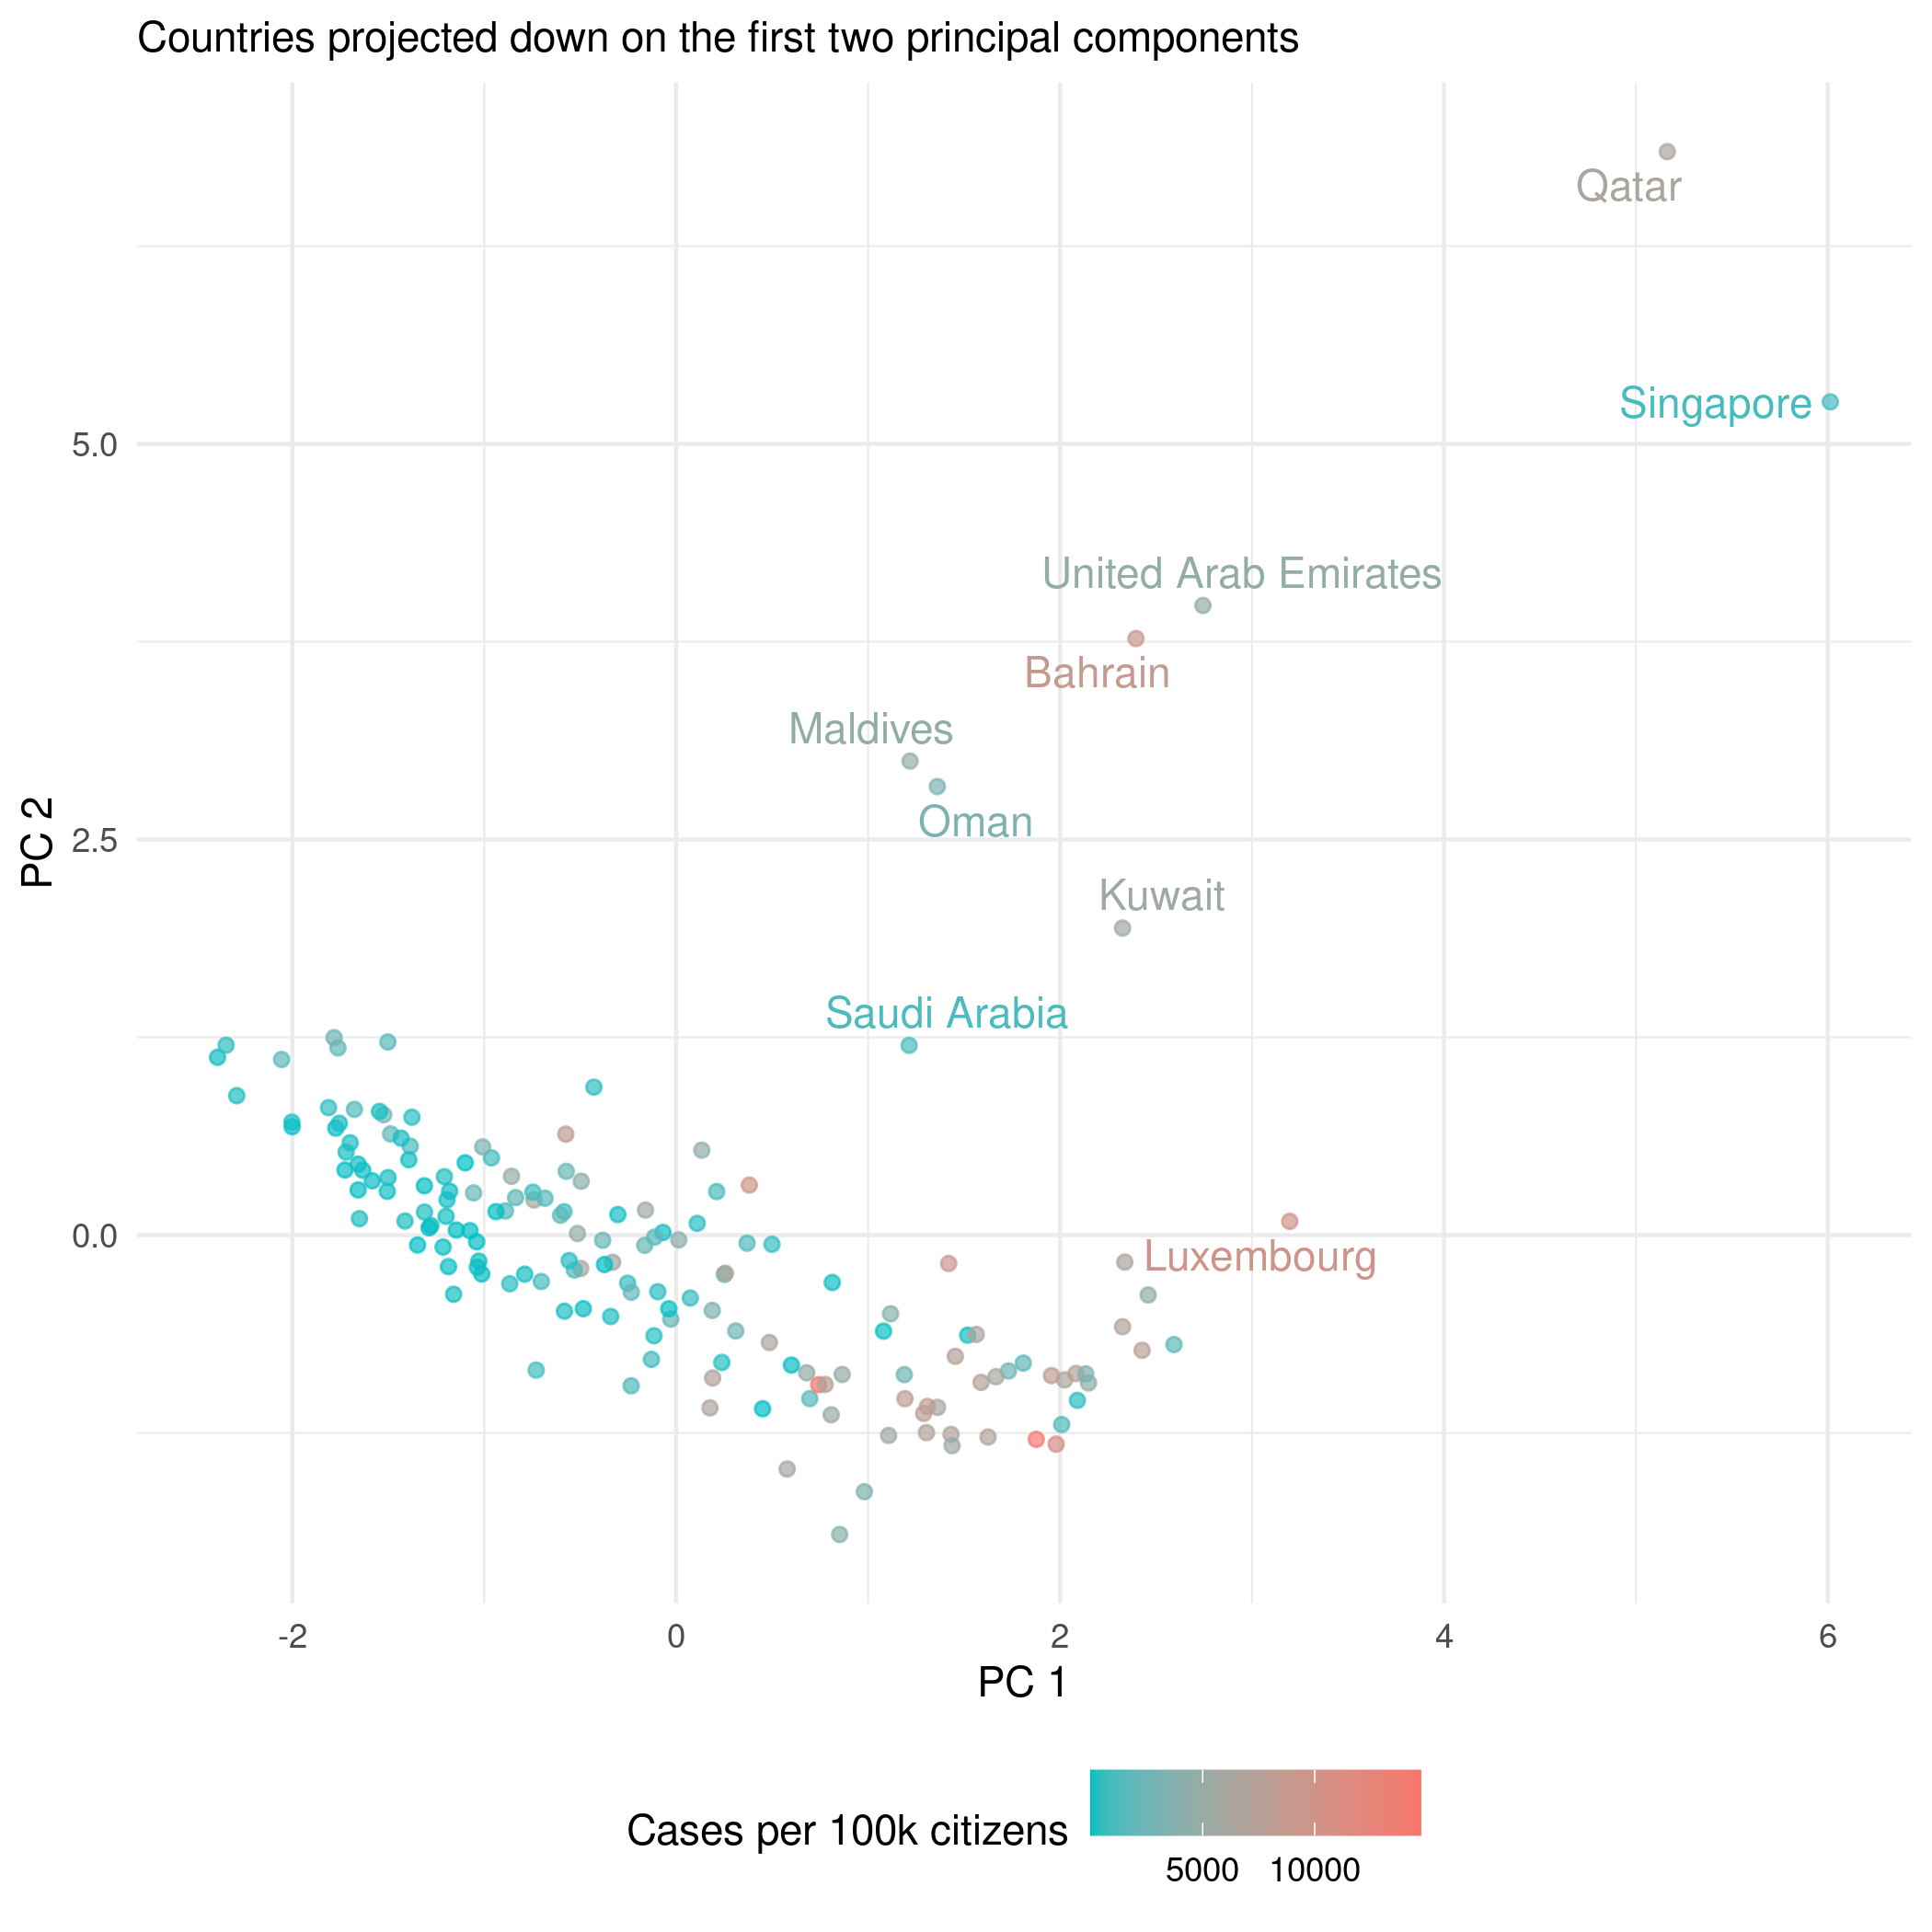 Countries projected down on the first two principal components
Qatar
Singapore
5.0
United Arab Emirates
Bahrain
Maldives
Oman
2.5
PC 2
Kuwait
Saudi Arabia
0.0
Luxembourg
-2 0 2 4 6
PC 1
Cases per 100k citizens
5000 10000